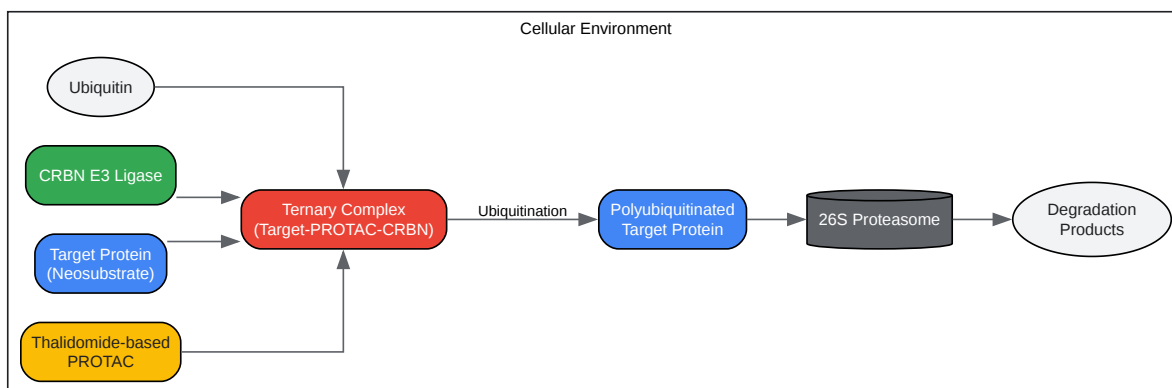 Cellular Environment
Ubiquitin
CRBN E3 Ligase
Target Protein
(Neosubstrate)
Thalidomide-based
PROTAC
Ternary Complex
(Target-PROTAC-CRBN)
Ubiquitination
Polyubiquitinated
Target Protein
26S Proteasome
Degradation
Products